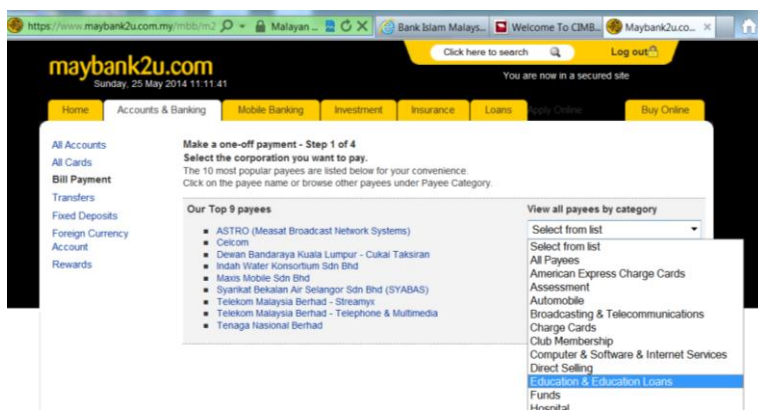 https://www.maybank2u.com.my/mbb/m2 Malayan ... Bank Islam Malays... Welcome To CIMB... Maybank2u.co...
Click here to search Log out
maybank2u.com
Sunday, 25 May 2014 11:11:41
You are now in a secured site
Home Accounts & Banking Mobile Banking Investment Insurance Loans Apply Online Buy Online
All Accounts
All Cards
Bill Payment
Transfers
Fixed Deposits
Foreign Currency
Account
Rewards
Make a one-off payment - Step 1 of 4
Select the corporation you want to pay.
The 10 most popular payees are listed below for your convenience.
Click on the payee name or browse other payees under Payee Category.
Our Top 9 payees
ASTRO (Measat Broadcast Network Systems)
Celcom
Dewan Bandaraya Kuala Lumpur - Cukai Taksiran
Indah Water Konsortium Sdn Bhd
Maxis Mobile Sdn Bhd
Syarikat Bekalan Air Selangor Sdn Bhd (SYABAS)
Telekom Malaysia Berhad - Streamyx
Telekom Malaysia Berhad - Telephone & Multimedia
Tenaga Nasional Berhad
View all payees by category
Select from list
Select from list
All Payees
American Express Charge Cards
Assessment
Automobile
Broadcasting & Telecommunications
Charge Cards
Club Membership
Computer & Software & Internet Services
Direct Selling
Education & Education Loans
Funds
Hospital